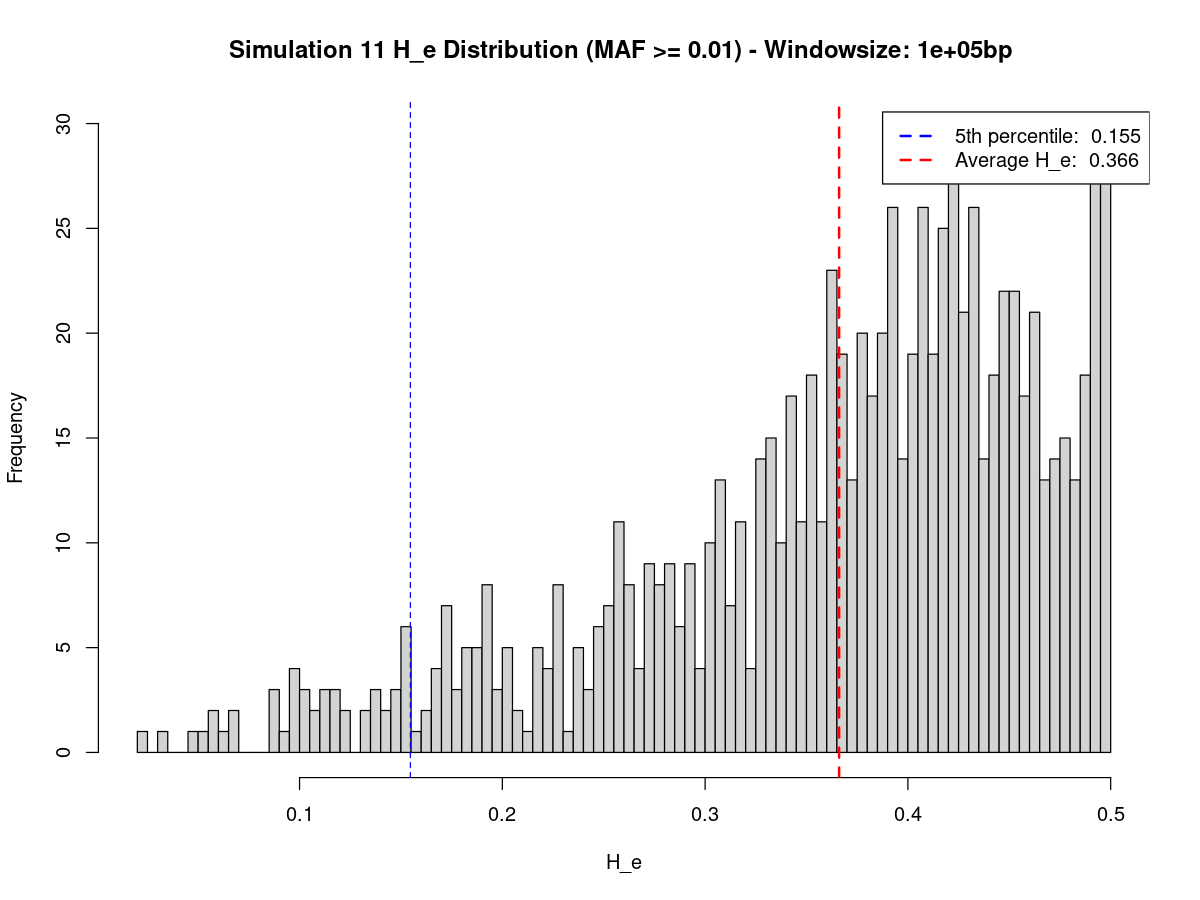 Simulation 11 H_e Distribution (MAF >= 0.01) - Windowsize: 1e+05bp
5th percentile: 0.155
Average H_e: 0.366
Frequency
30
25
20
15
10
5
0
0.1 0.2 0.3 0.4 0.5
H_e